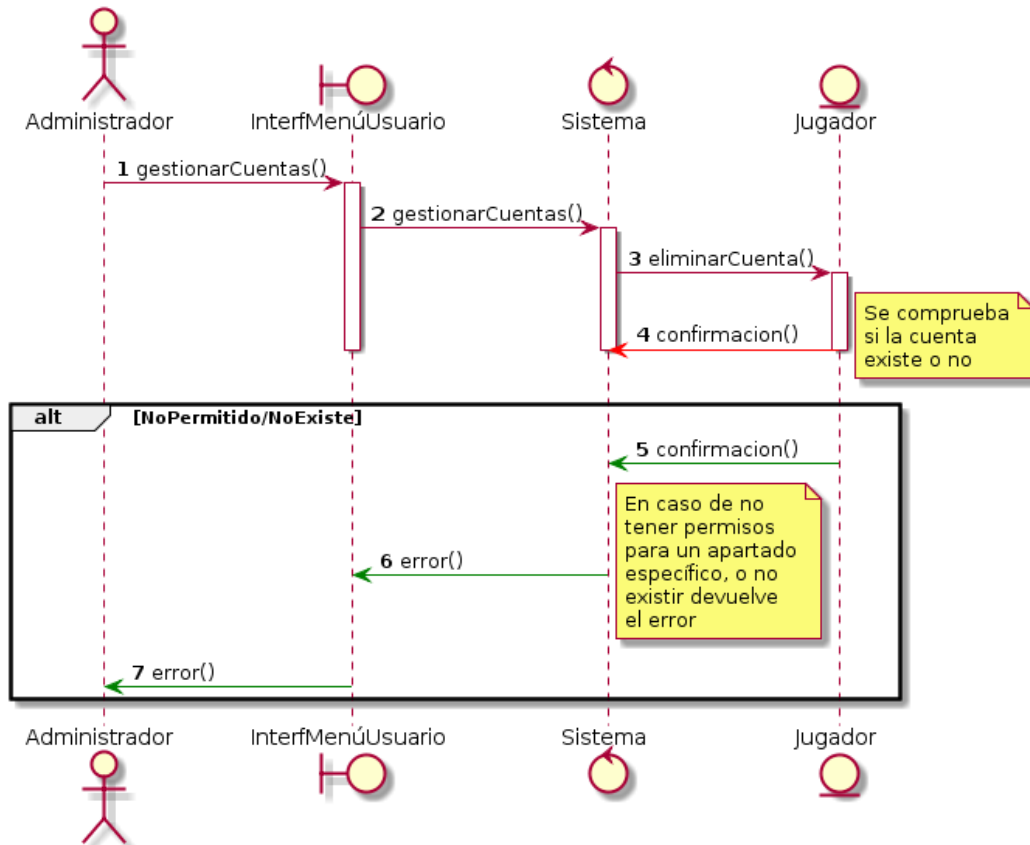 Administrador
InterfMenúUsuario
Sistema
Jugador
1 gestionarCuentas()
2 gestionarCuentas()
3 eliminarCuenta()
Se comprueba
si la cuenta
existe o no
4 confirmacion()
alt
[NoPermitido/NoExiste]
5 confirmacion()
En caso de no
tener permisos
para un apartado
específico, o no
existir devuelve
el error
6 error()
7 error()
Administrador
InterfMenúUsuario
Sistema
Jugador